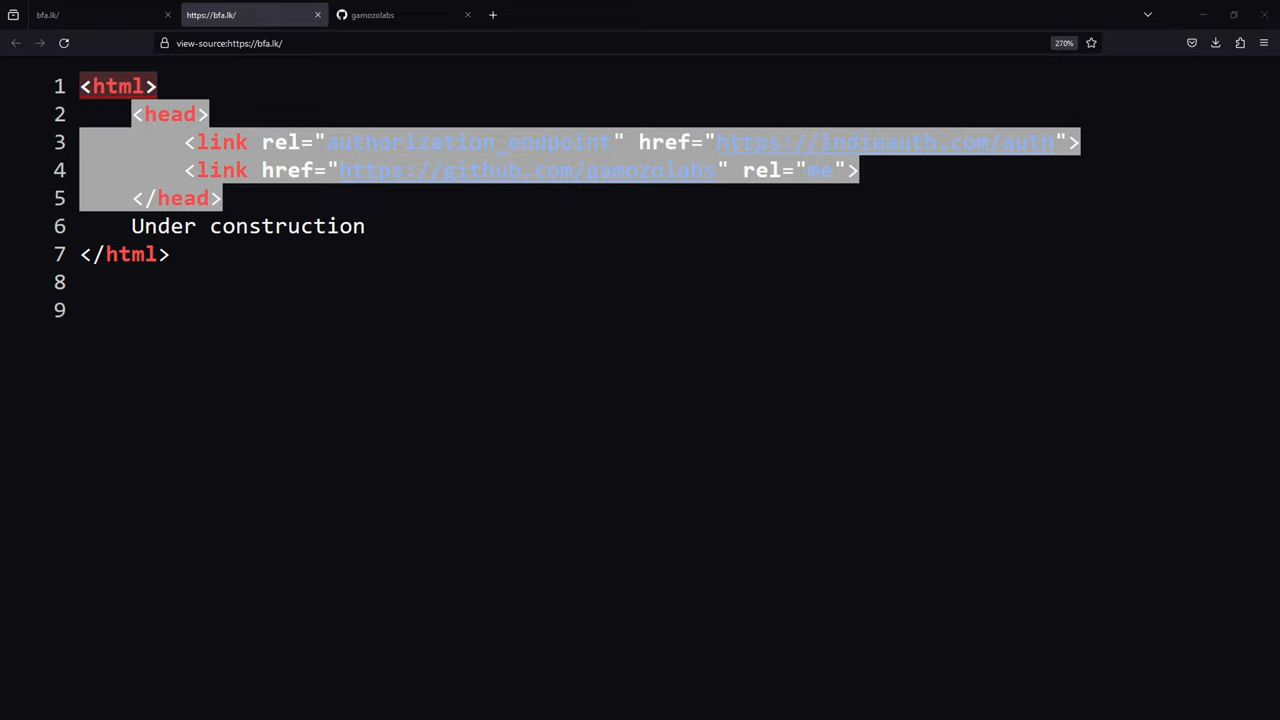 bfa.lk/
https://bfa.lk/
gamozolabs
view-source:https://bfa.lk/
270%
1 <html>
2 <head>
3 <link rel="authorization_endpoint" href="https://indieauth.com/auth">
4 <link href="https://github.com/gamozolabs" rel="me">
5 </head>
6 Under construction
7 </html>
8
9